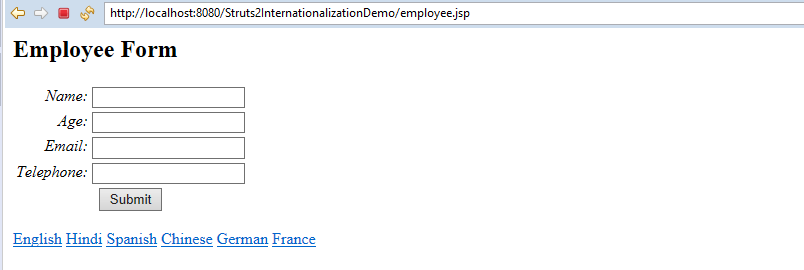 http://localhost:8080/Struts2InternationalizationDemo/employee.jsp
Employee Form
Name:
Age:
Email:
Telephone:
Submit
English Hindi Spanish Chinese German France